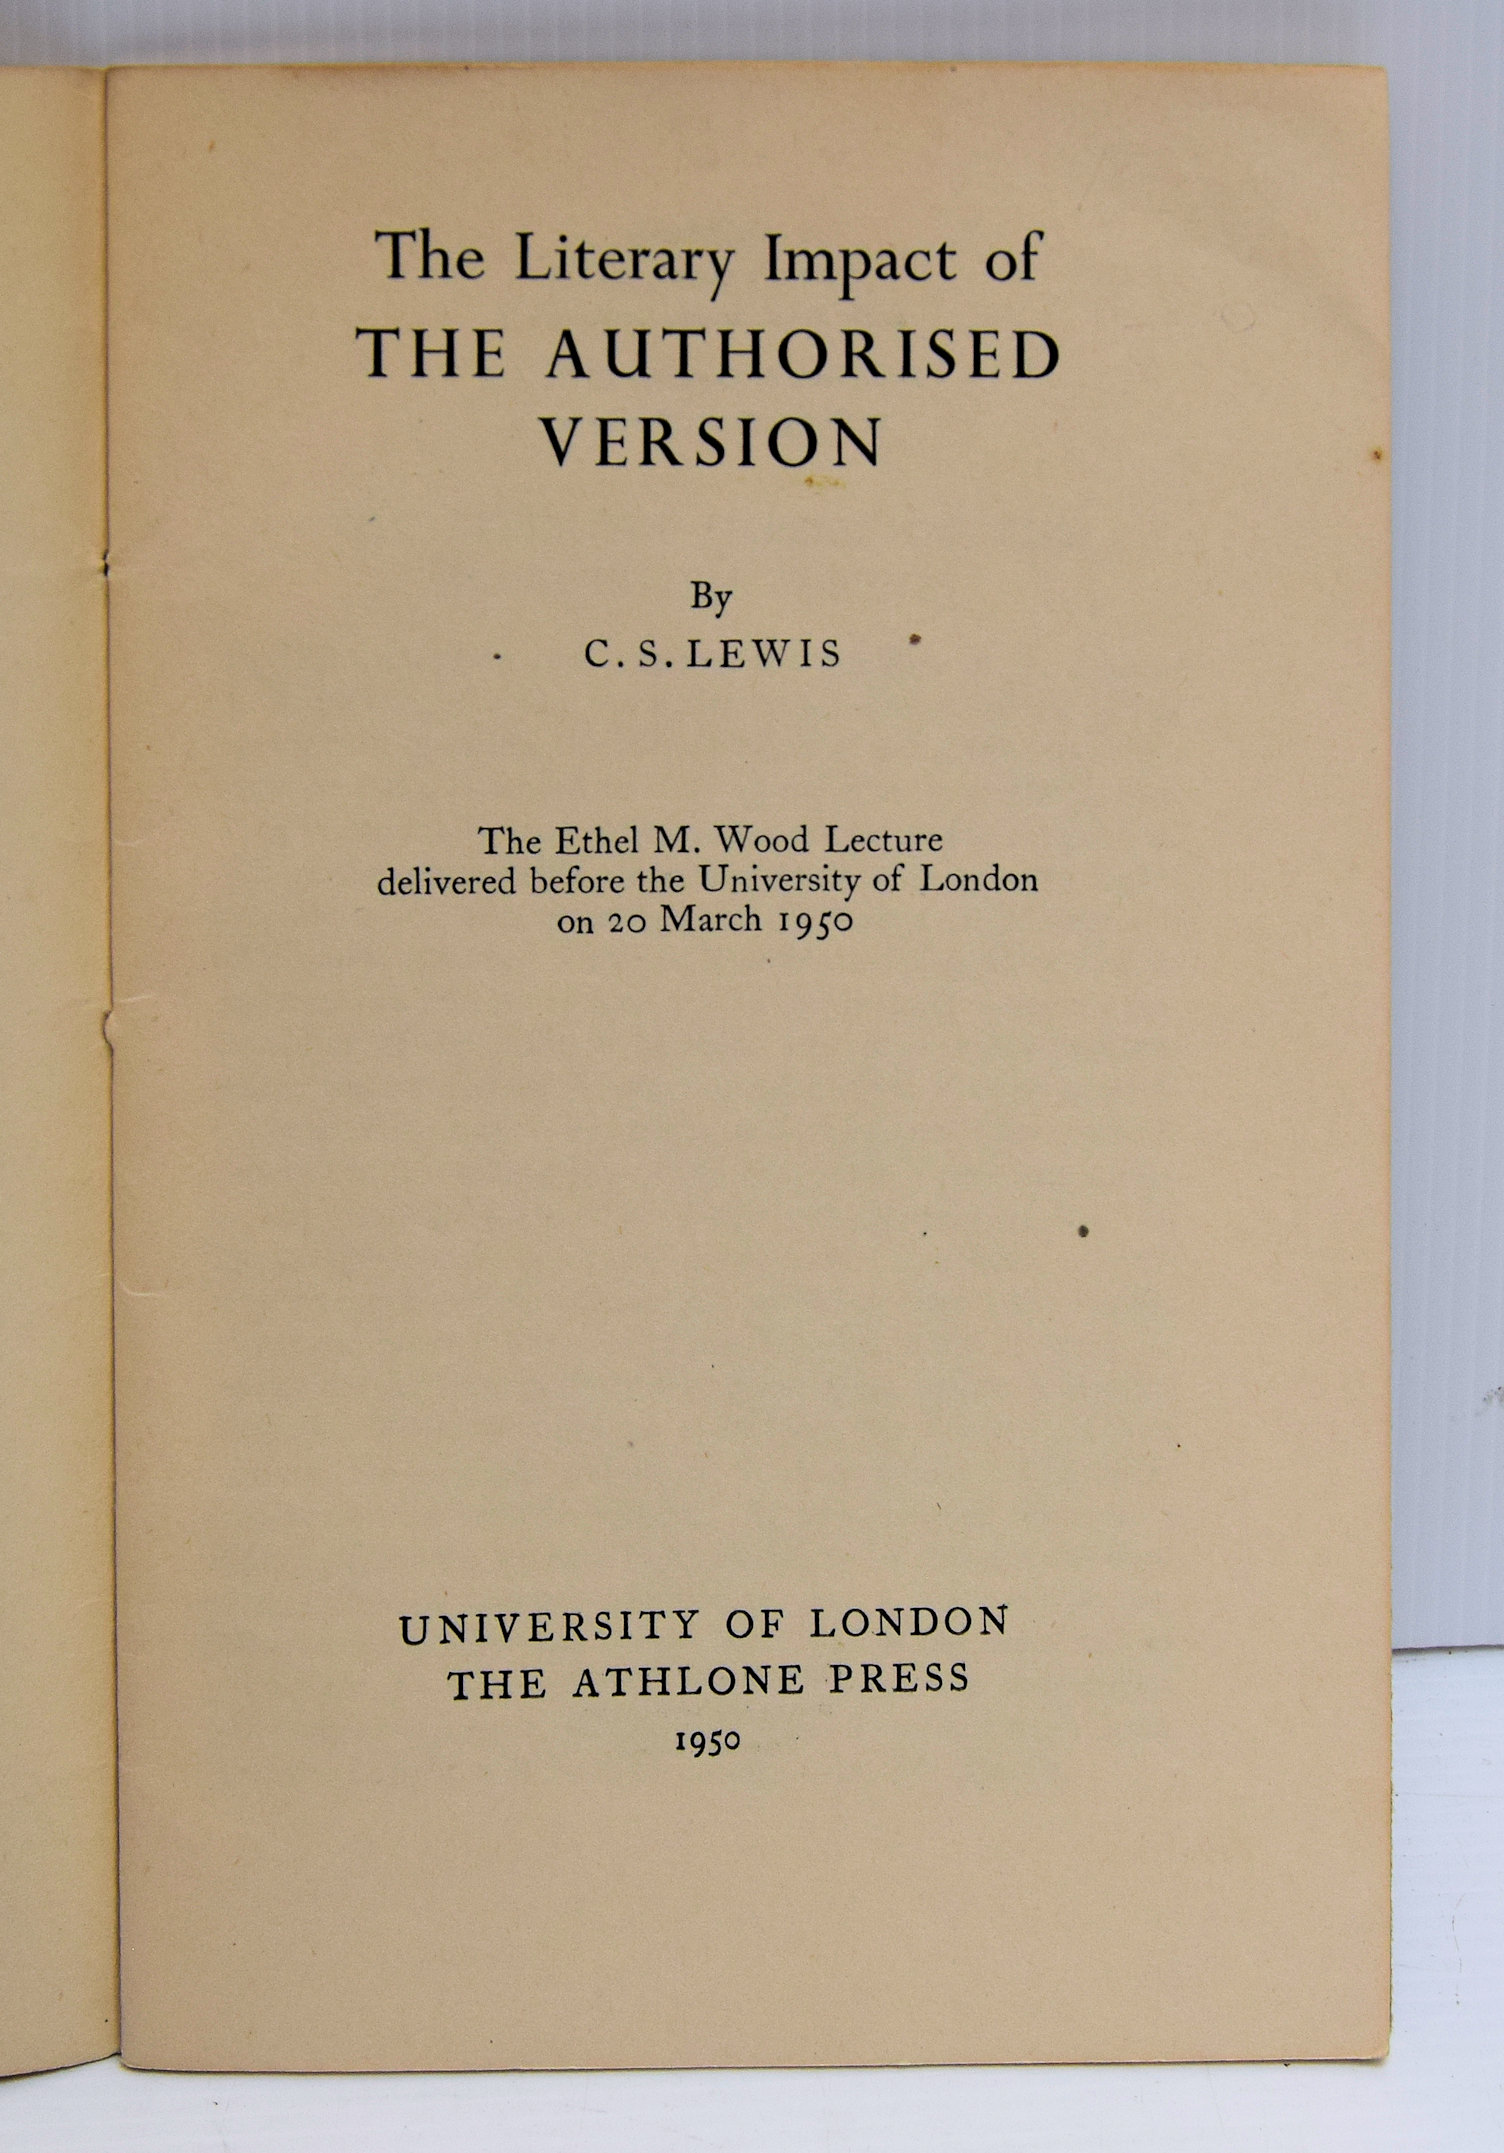 The Literary Impact of
THE AUTHORISED
VERSION
By
C. S. LEWIS
The Ethel M. Wood Lecture
delivered before the University of London
on 20 March 1950
UNIVERSITY OF LONDON
THE ATHLONE PRESS
1950